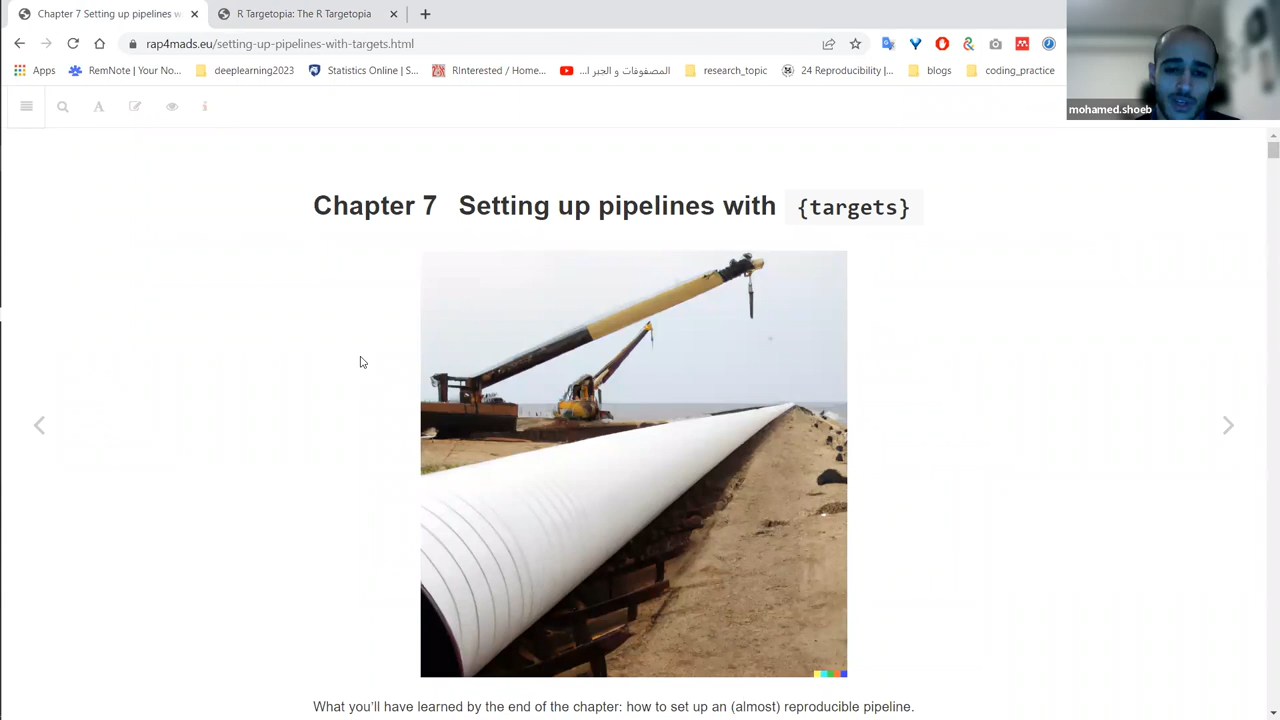 Chapter 7 Setting up pipelines w
R Targetopia: The R Targetopia
rap4mads.eu/setting-up-pipelines-with-targets.html
Apps
RemNote | Your No...
deeplearning2023
Statistics Online | S...
RInterested / Home...
المصفوفات و الجبر ا...
research_topic
24 Reproducibility |...
blogs
coding_practice
mohamed.shoeb
Chapter 7 Setting up pipelines with {targets}
What you'll have learned by the end of the chapter: how to set up an (almost) reproducible pipeline.